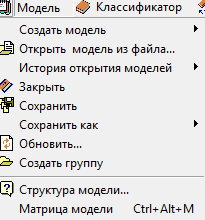 Модель Классификатор
Создать модель
Открыть модель из файла...
История открытия моделей
Закрыть
Сохранить
Сохранить как
Обновить...
Создать группу
Структура модели...
Матрица модели Ctrl+Alt+M